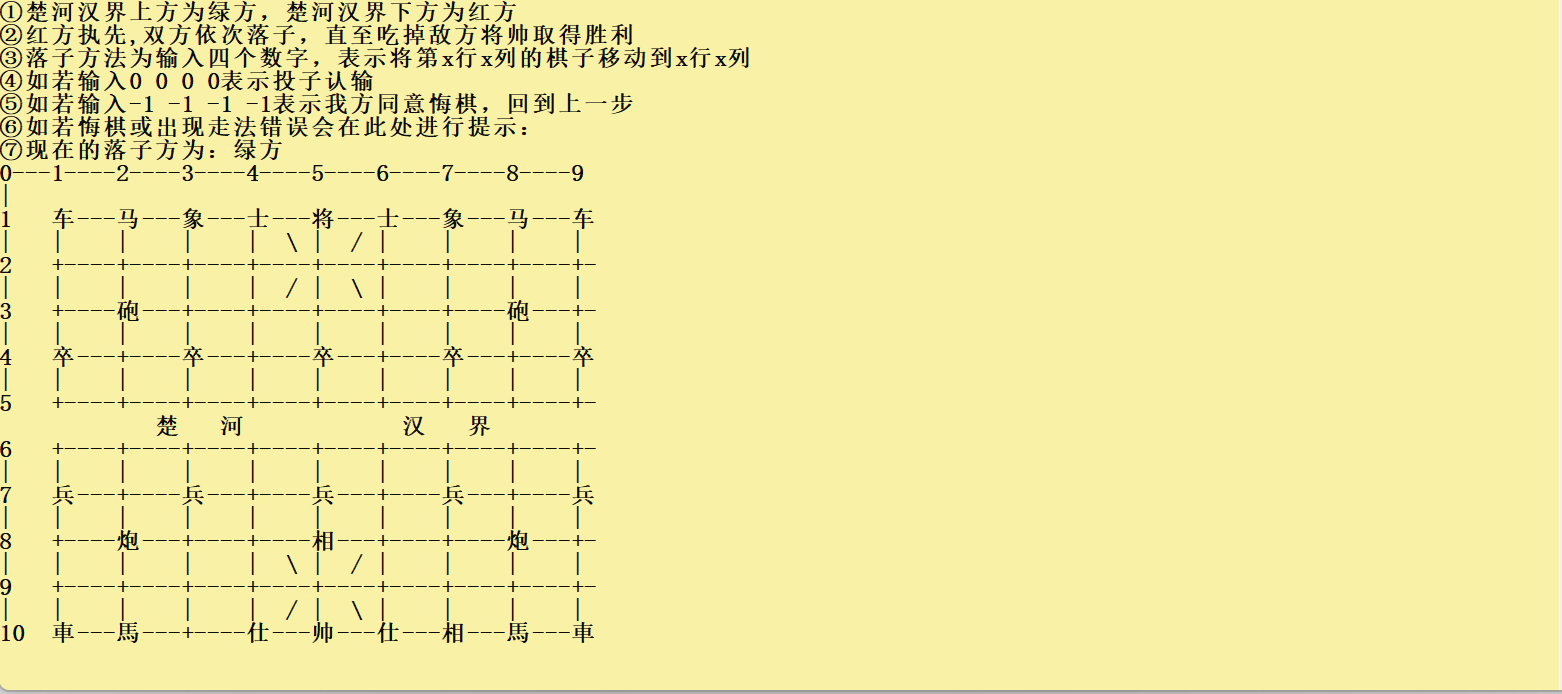 ①楚河汉界上方为绿方，楚河汉界下方为红方
②红方执先,双方依次落子，直至吃掉敌方将帅取得胜利
③落子方法为输入四个数字，表示将第x行x列的棋子移动到x行x列
④如若输入0 0 0 0表示投子认输
⑤如若输入-1 -1 -1 -1表示我方同意悔棋，回到上一步
⑥如若悔棋或出现走法错误会在此处进行提示：
⑦现在的落子方为：绿方
0---1----2----3----4----5----6----7----8----9
|
1   车---马---象---士---将---士---象---马---车
|   |    |    |    |  \ |  / |    |    |    |
2   +----+----+----+----+----+----+----+----+-
|   |    |    |    |  / |  \ |    |    |    |
3   +----砲---+----+----+----+----+----砲---+-
|   |    |    |    |    |    |    |    |    |
4   卒---+----卒---+----卒---+----卒---+----卒
|   |    |    |    |    |    |    |    |    |
5   +----+----+----+----+----+----+----+----+-
            楚   河             汉   界
6   +----+----+----+----+----+----+----+----+-
|   |    |    |    |    |    |    |    |    |
7   兵---+----兵---+----兵---+----兵---+----兵
|   |    |    |    |    |    |    |    |    |
8   +----炮---+----+----相---+----+----炮---+-
|   |    |    |    |  \ |  / |    |    |    |
9   +----+----+----+----+----+----+----+----+-
|   |    |    |    |  / |  \ |    |    |    |
10  車---馬---+----仕---帅---仕---相---馬---車